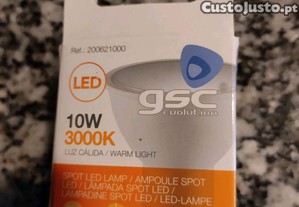 CustoJusto.pt
Ref.: 200621000
LED
gsc
evolution
10W
3000K
LUZ CÁLIDA / WARM LIGHT
SPOT LED LAMP / AMPOULE SPOT
LED / LÂMPADA SPOT LED /
LAMPADINE SPOT LED / LED-LAMPE